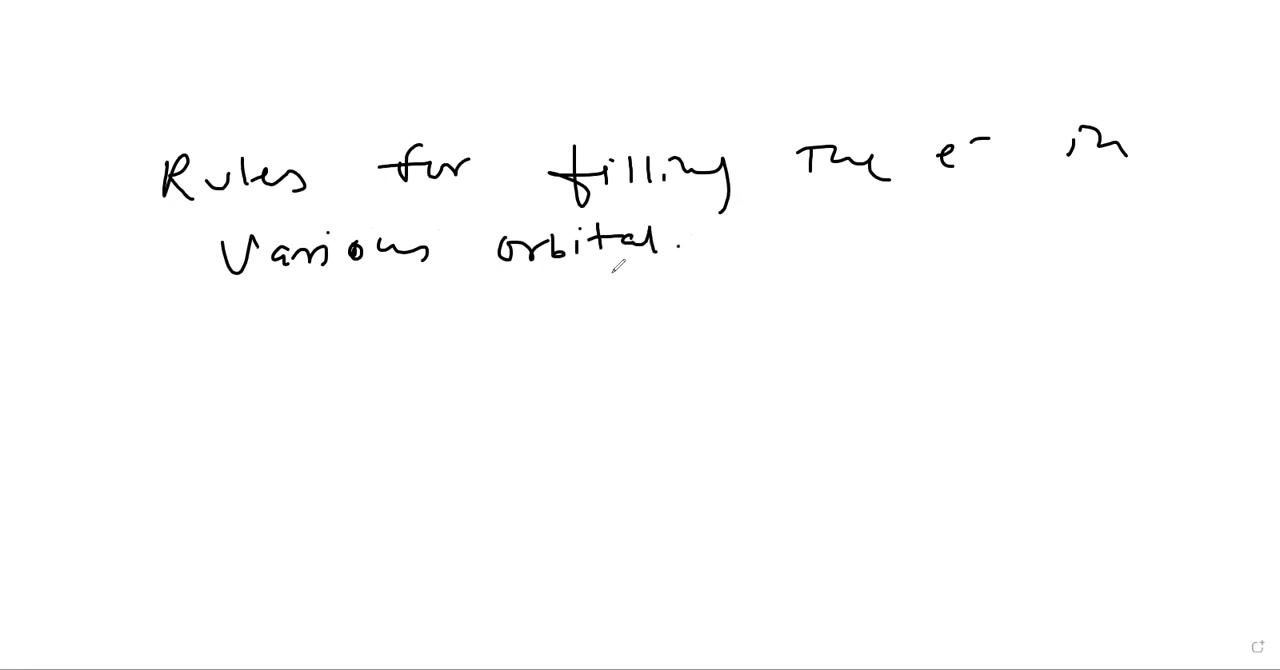 Rules for filling The e⁻ in
Various orbital.